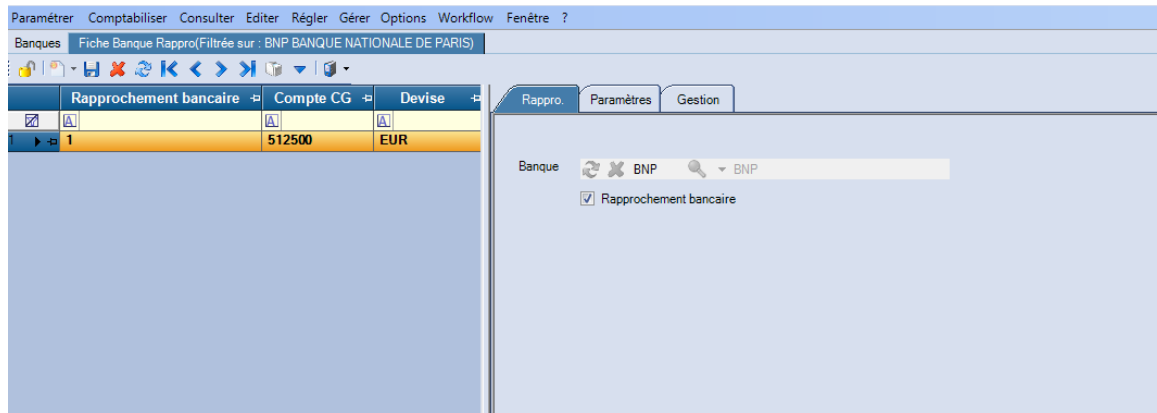 Paramétrer Comptabiliser Consulter Editer Régler Gérer Options Workflow Fenêtre ?
Banques Fiche Banque Rappro(Filtrée sur : BNP BANQUE NATIONALE DE PARIS)
Rapprochement bancaire Compte CG Devise
A A A
1 1 512500 EUR
Rappro. Paramètres Gestion
Banque BNP BNP
Rapprochement bancaire